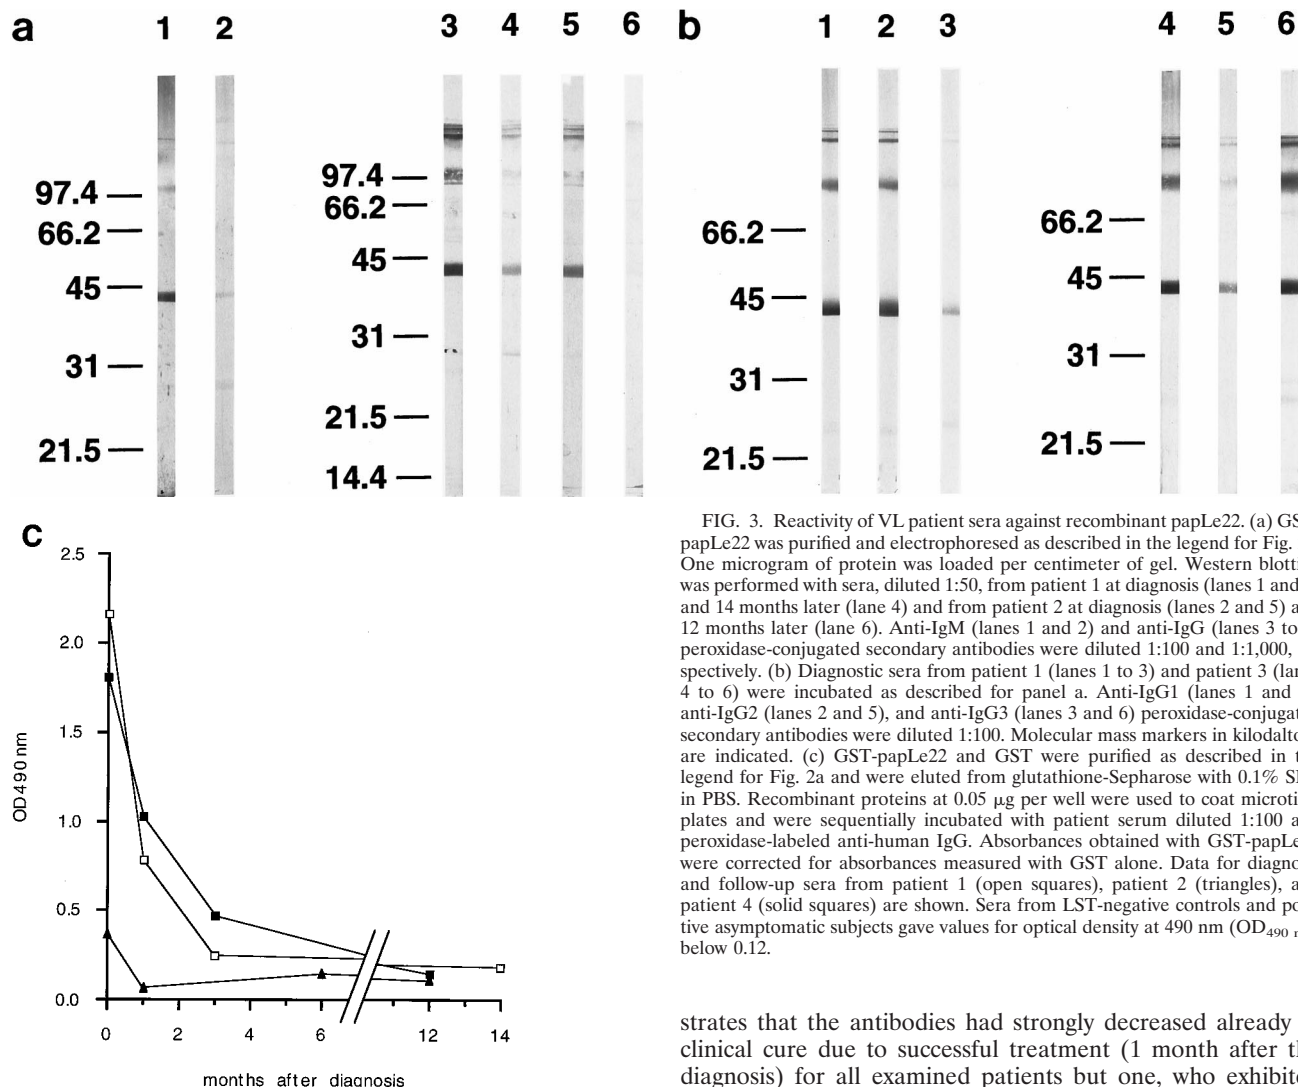 a
1 2 3 4 5 6
97.4
66.2
45
31
21.5
97.4
66.2
45
31
21.5
14.4
b
1 2 3 4 5 6
66.2
45
31
21.5
66.2
45
31
21.5
c
OD490nm
2.5
2.0
1.5
1.0
0.5
0.0
0 2 4 6 12 14
months after diagnosis
FIG. 3. Reactivity of VL patient sera against recombinant papLe22. (a)
papLe22 was purified and electrophoresed as described in the legend for Fig.
One microgram of protein was loaded per centimeter of gel. Western
was performed with sera, diluted 1:50, from patient 1 at diagnosis (lanes 1
and 14 months later (lane 4) and from patient 2 at diagnosis (lanes 2 and 5)
12 months later (lane 6). Anti-IgM (lanes 1 and 2) and anti-IgG (lanes 3
peroxidase-conjugated secondary antibodies were diluted 1:100 and 1:1,000,
spectively. (b) Diagnostic sera from patient 1 (lanes 1 to 3) and patient 3
4 to 6) were incubated as described for panel a. Anti-IgG1 (lanes 1 and
anti-IgG2 (lanes 2 and 5), and anti-IgG3 (lanes 3 and 6)
secondary antibodies were diluted 1:100. Molecular mass markers in
are indicated. (c) GST-papLe22 and GST were purified as described in
legend for Fig. 2a and were eluted from glutathione-Sepharose with 0.1%
in PBS. Recombinant proteins at 0.05 μg per well were used to coat
plates and were sequentially incubated with patient serum diluted 1:100
peroxidase-labeled anti-human IgG. Absorbances obtained with
were corrected for absorbances measured with GST alone. Data for
and follow-up sera from patient 1 (open squares), patient 2 (triangles),
patient 4 (solid squares) are shown. Sera from LST-negative controls and
tive asymptomatic subjects gave values for optical density at 490 nm (OD490
below 0.12.
strates that the antibodies had strongly decreased already
clinical cure due to successful treatment (1 month after
diagnosis) for all examined patients but one, who